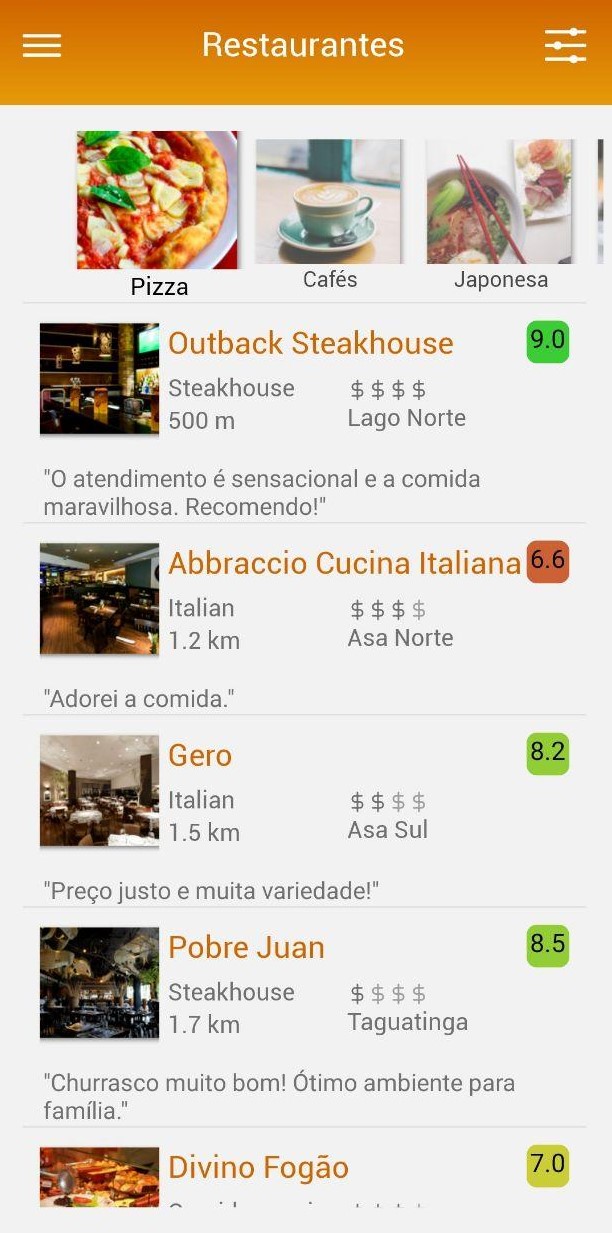 Restaurantes
Pizza
Cafés
Japonesa
Outback Steakhouse
9.0
Steakhouse
$ $ $ $
500 m
Lago Norte
"O atendimento é sensacional e a comida
maravilhosa. Recomendo!"
Abbraccio Cucina Italiana
6.6
Italian
$ $ $ $
1.2 km
Asa Norte
"Adorei a comida."
Gero
8.2
Italian
$ $ $ $
1.5 km
Asa Sul
"Preço justo e muita variedade!"
Pobre Juan
8.5
Steakhouse
$ $ $ $
1.7 km
Taguatinga
"Churrasco muito bom! Ótimo ambiente para
família."
Divino Fogão
7.0